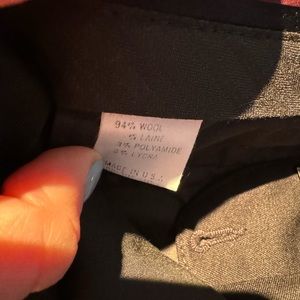 94% WOOL
% LAINE
3% POLYAMIDE
3% LYCRA
MADE IN U.S.A.